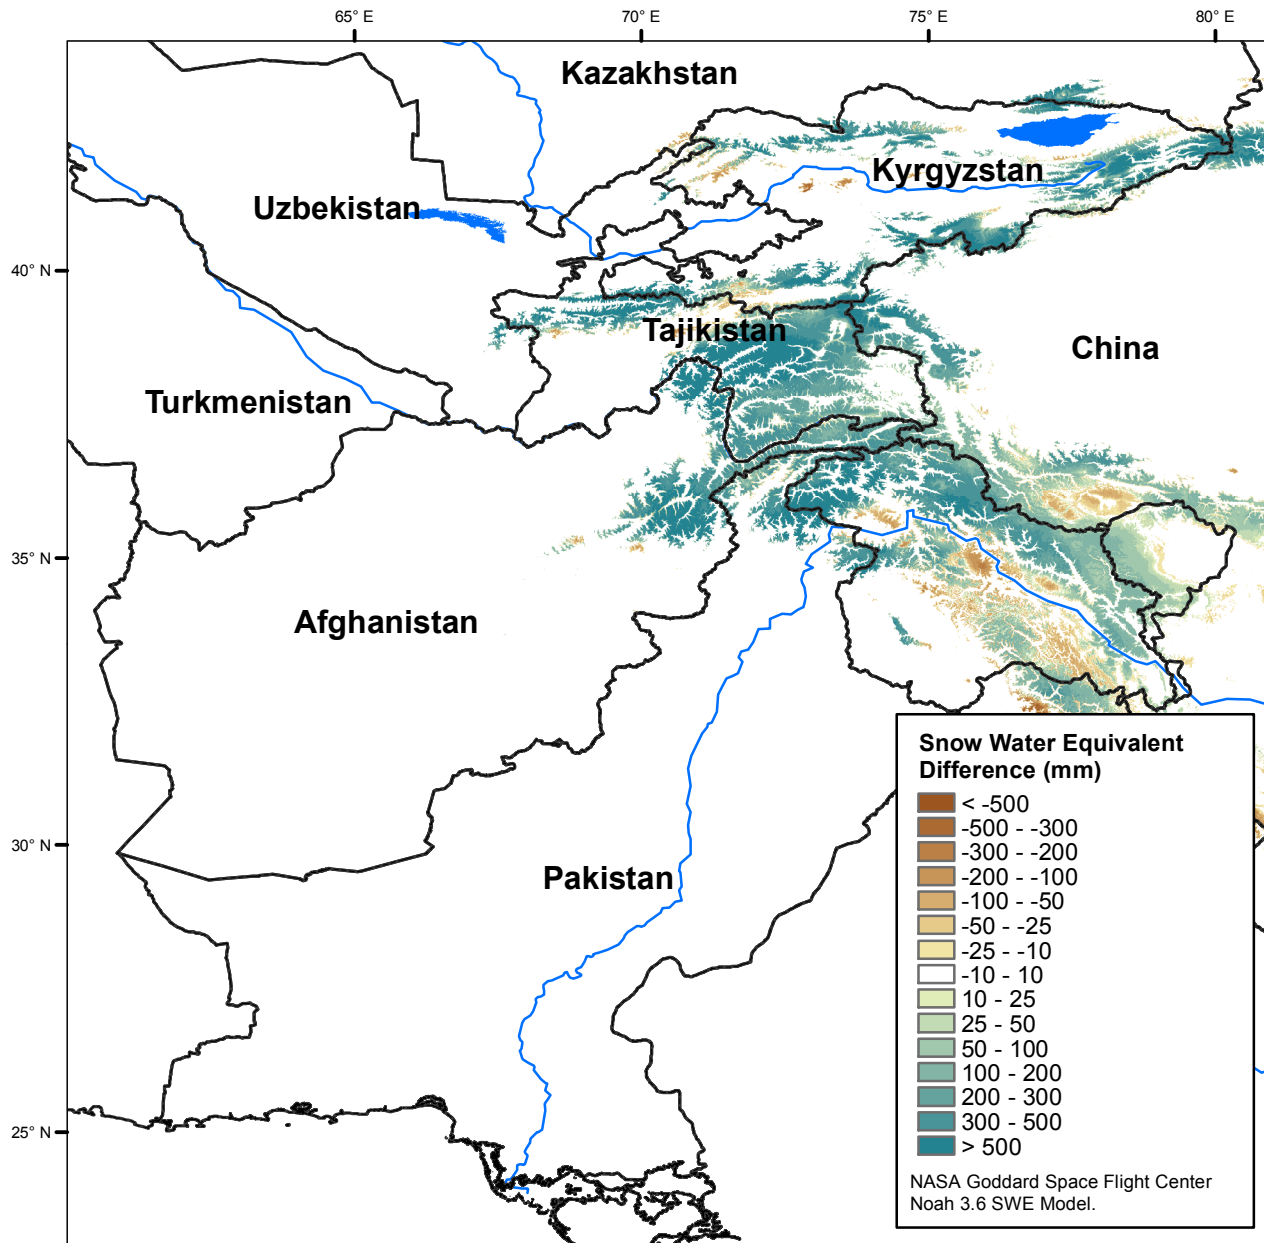 65° E 70° E 75° E 80° E
Kazakhstan
Kyrgyzstan
Uzbekistan
40° N
Tajikistan
China
Turkmenistan
35° N
Afghanistan
30° N
Pakistan
25° N
Snow Water Equivalent
Difference (mm)
< -500
-500 - -300
-300 - -200
-200 - -100
-100 - -50
-50 - -25
-25 - -10
-10 - 10
10 - 25
25 - 50
50 - 100
100 - 200
200 - 300
300 - 500
> 500
NASA Goddard Space Flight Center
Noah 3.6 SWE Model.